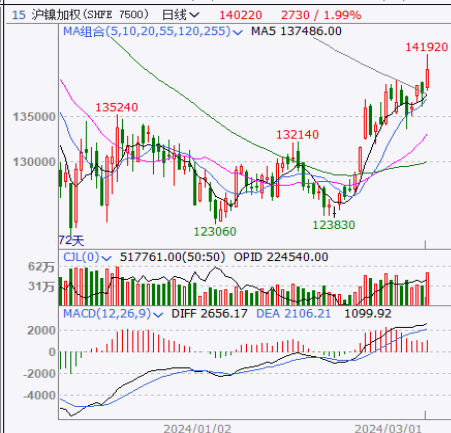 15 沪镍加权(SHFE 7500) 日线 140220 2730 / 1.99%
MA组合(5,10,20,55,120,255) MA5 137486.00
141920
135240
135000
132140
130000
123060
123830
72天
CJL(0) 517761.00(50:50) OPID 224540.00
62万
31万
MACD(12,26,9) DIFF 2656.17 DEA 2106.21 1099.92
2000
0
-2000
-4000
2024/01/02 2024/03/01